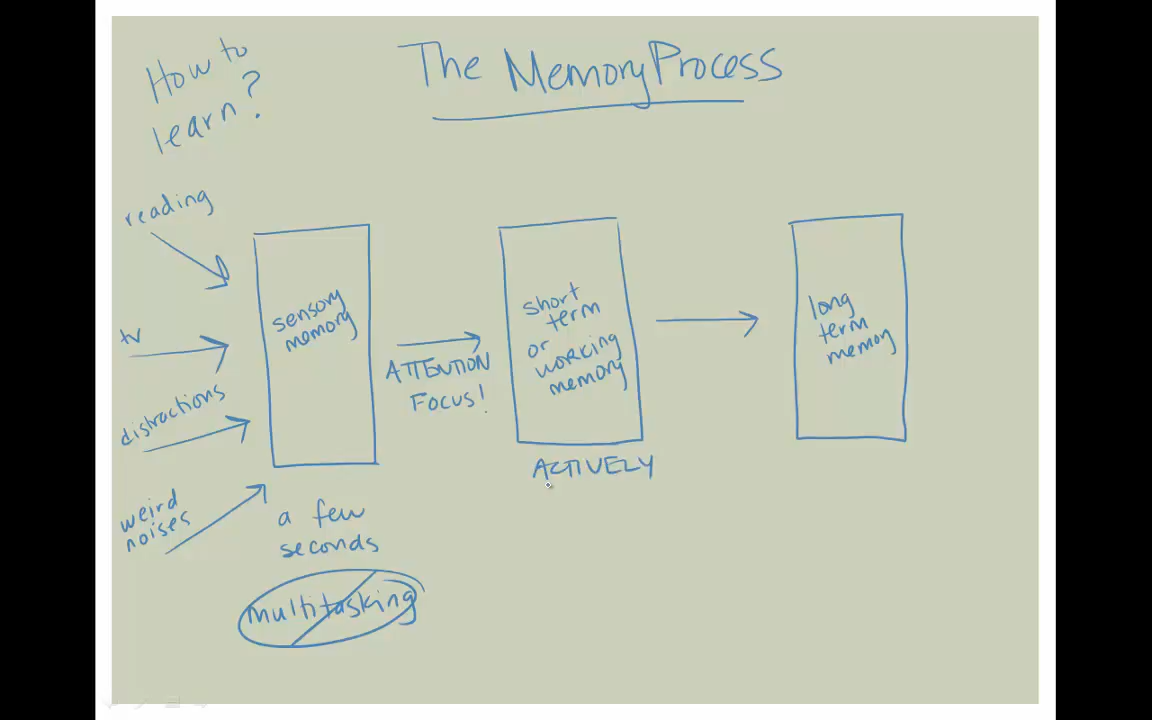 How to
learn?
The Memory Process
reading
tv
distractions
weird
noises
sensory
memory
a few
seconds
multitasking
ATTENTION
FOCUS!
short
term
or
working
memory
ACTIVELY
long
term
memory